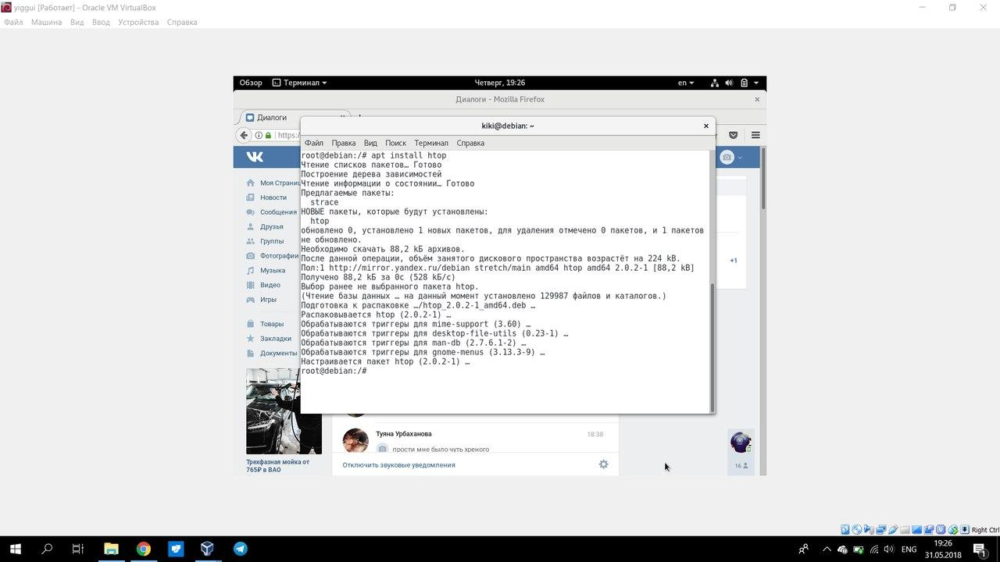 yiggui [Работает] - Oracle VM VirtualBox
Файл Машина Вид Ввод Устройства Справка
Обзор Терминал Четверг, 19:26 en
Диалоги - Mozilla Firefox
Диалоги
https:/
kiki@debian: ~
Файл Правка Вид Поиск Терминал Справка
root@debian:/# apt install htop
Чтение списков пакетов… Готово
Построение дерева зависимостей
Чтение информации о состоянии… Готово
Предлагаемые пакеты:
strace
НОВЫЕ пакеты, которые будут установлены:
htop
обновлено 0, установлено 1 новых пакетов, для удаления отмечено 0 пакетов, и 1 пакетов
не обновлено.
Необходимо скачать 88,2 kБ архивов.
После данной операции, объём занятого дискового пространства возрастёт на 224 kB.
Пол:1 http://mirror.yandex.ru/debian stretch/main amd64 htop amd64 2.0.2-1 [88,2 kB]
Получено 88,2 kБ за 0с (528 kБ/c)
Выбор ранее не выбранного пакета htop.
(Чтение базы данных … на данный момент установлено 129987 файлов и каталогов.)
Подготовка к распаковке …/htop_2.0.2-1_amd64.deb …
Распаковывается htop (2.0.2-1) …
Обрабатываются триггеры для mime-support (3.60) …
Обрабатываются триггеры для desktop-file-utils (0.23-1) …
Обрабатываются триггеры для man-db (2.7.6.1-2) …
Обрабатываются триггеры для gnome-menus (3.13.3-9) …
Настраивается пакет htop (2.0.2-1) …
root@debian:/#
Моя Страни
Новости
Сообщения
Друзья
Группы
Фотографии
Музыка
Видео
Игры
Товары
Закладки
Документы
+1
Трехфазная мойка от
765₽ в ВАО
Туяна Урбаханова 18:38
прости мне было чуть хреного
Отключить звуковые уведомления
16
Right Ctrl
ENG
19:26
31.05.2018
1